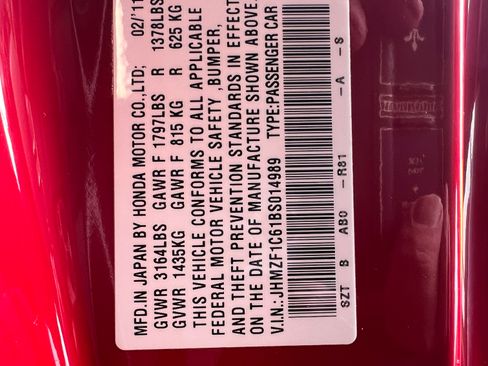 MFD.IN JAPAN BY HONDA MOTOR CO.,LTD; 02/'11
GVWR 3164LBS GAWR F 1797LBS R 1378LBS
GVWR 1435KG GAWR F 815 KG R 625 KG
THIS VEHICLE CONFORMS TO ALL APPLICABLE
FEDERAL MOTOR VEHICLE SAFETY ,BUMPER,
AND THEFT PREVENTION STANDARDS IN EFFECT
ON THE DATE OF MANUFACTURE SHOWN ABOVE.
V.I.N.: JHMZF1C61BS014989 TYPE:PASSENGER CAR
SZT B AB0 -R81 -A -S